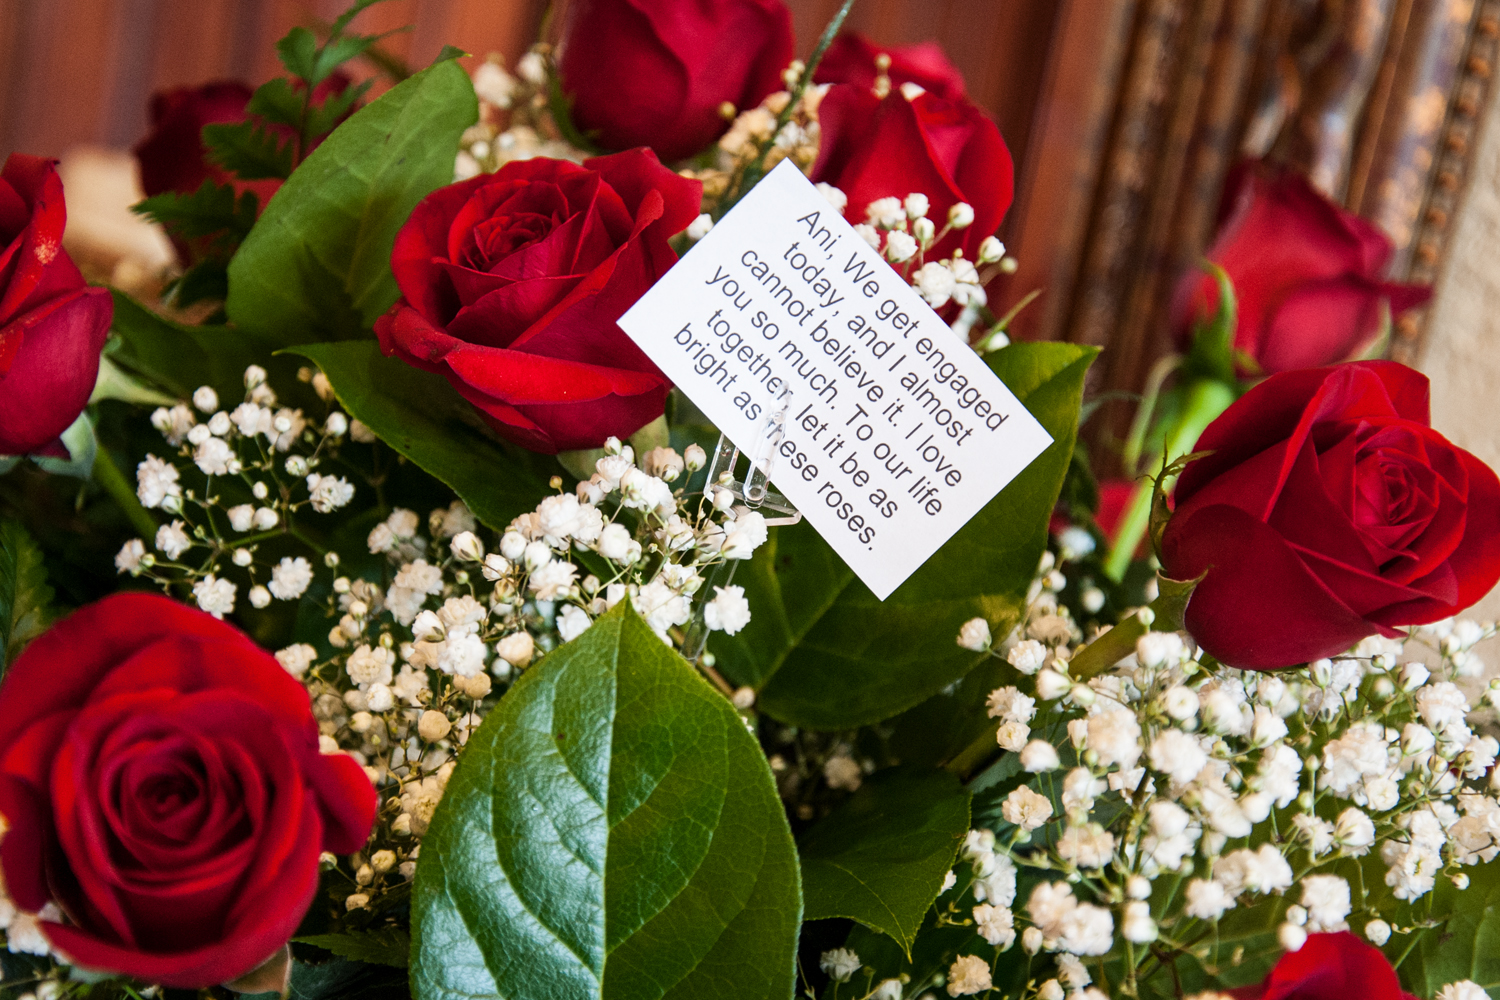 Ani, We get engaged
today, and I almost
cannot believe it. I love
you so much. To our life
together, let it be as
bright as these roses.